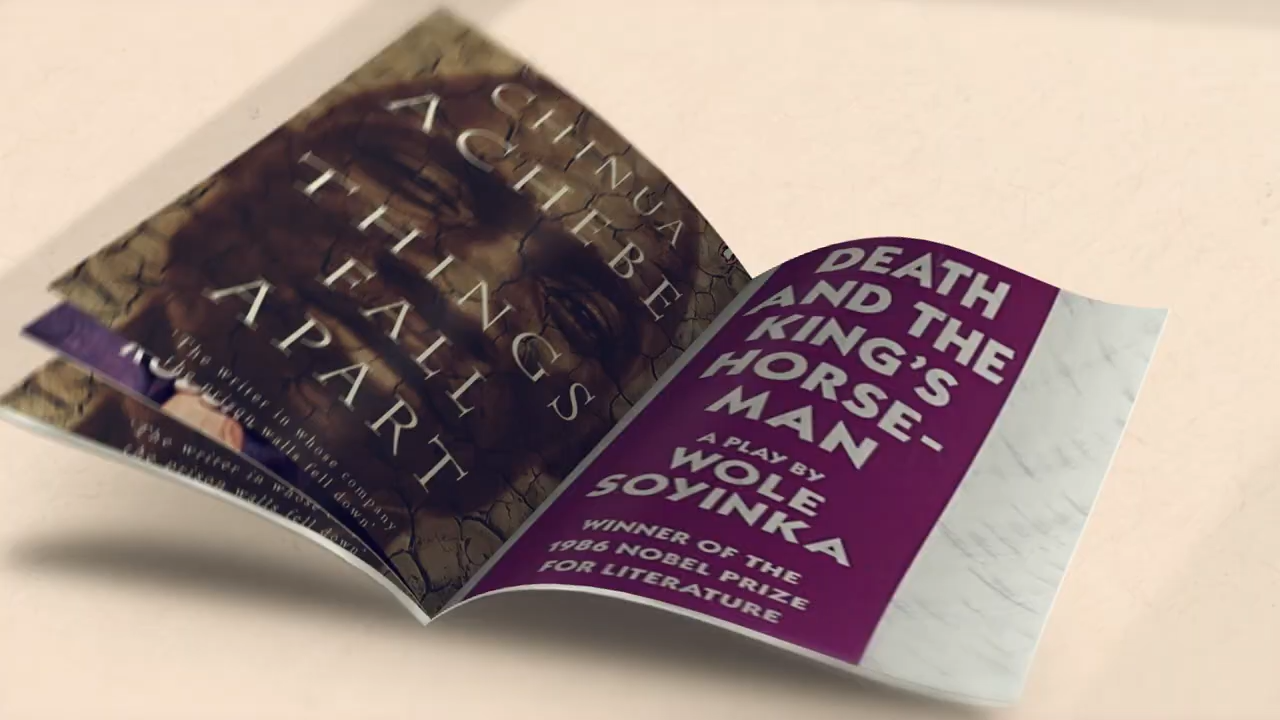 CHINUA
ACHEBE
THINGS
FALL
APART
'The writer in whose company
the prison walls fell down'
'The writer in whose
the prison walls fell down'
DEATH
AND THE
KING'S
HORSE-
MAN
A PLAY BY
WOLE
SOYINKA
WINNER OF THE
1986 NOBEL PRIZE
FOR LITERATURE